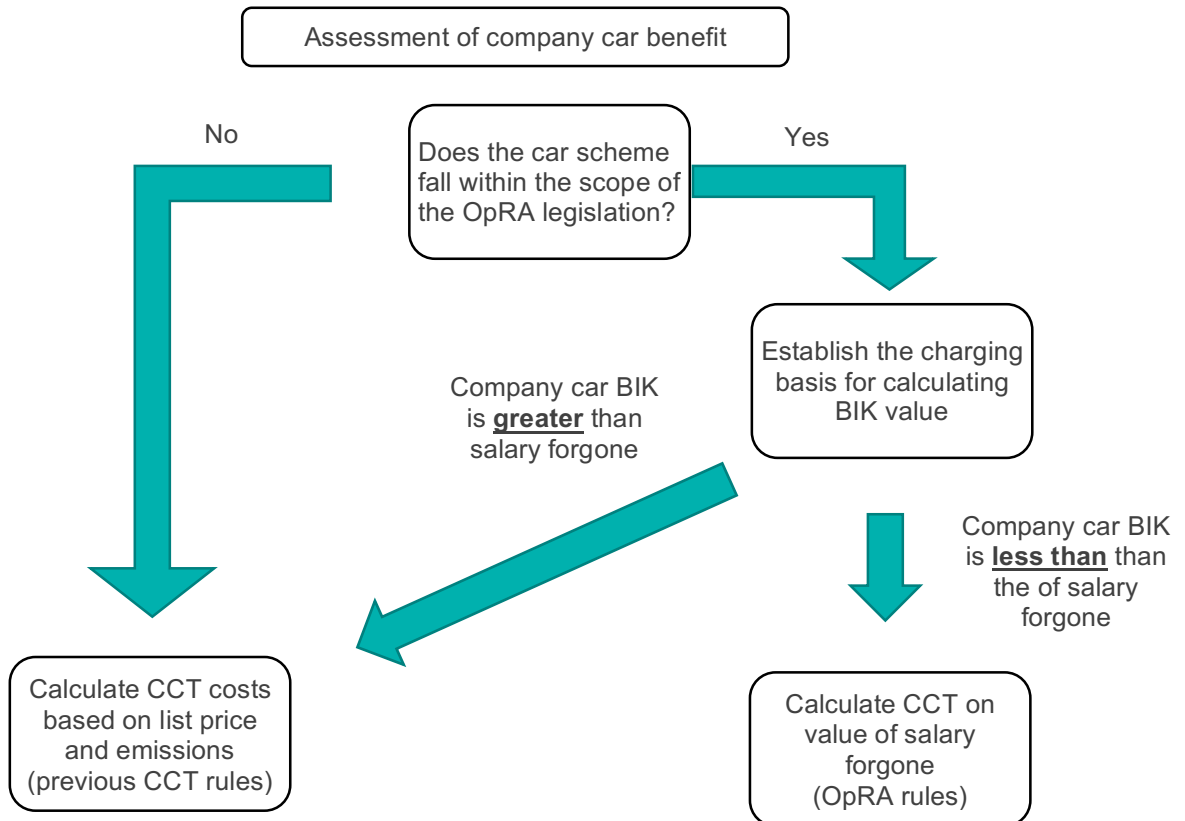 Assessment of company car benefit
No
Does the car scheme
fall within the scope of
the OpRA legislation?
Yes
Establish the charging
basis for calculating
BIK value
Company car BIK
is greater than
salary forgone
Company car BIK
is less than than
the of salary
forgone
Calculate CCT costs
based on list price
and emissions
(previous CCT rules)
Calculate CCT on
value of salary
forgone
(OpRA rules)